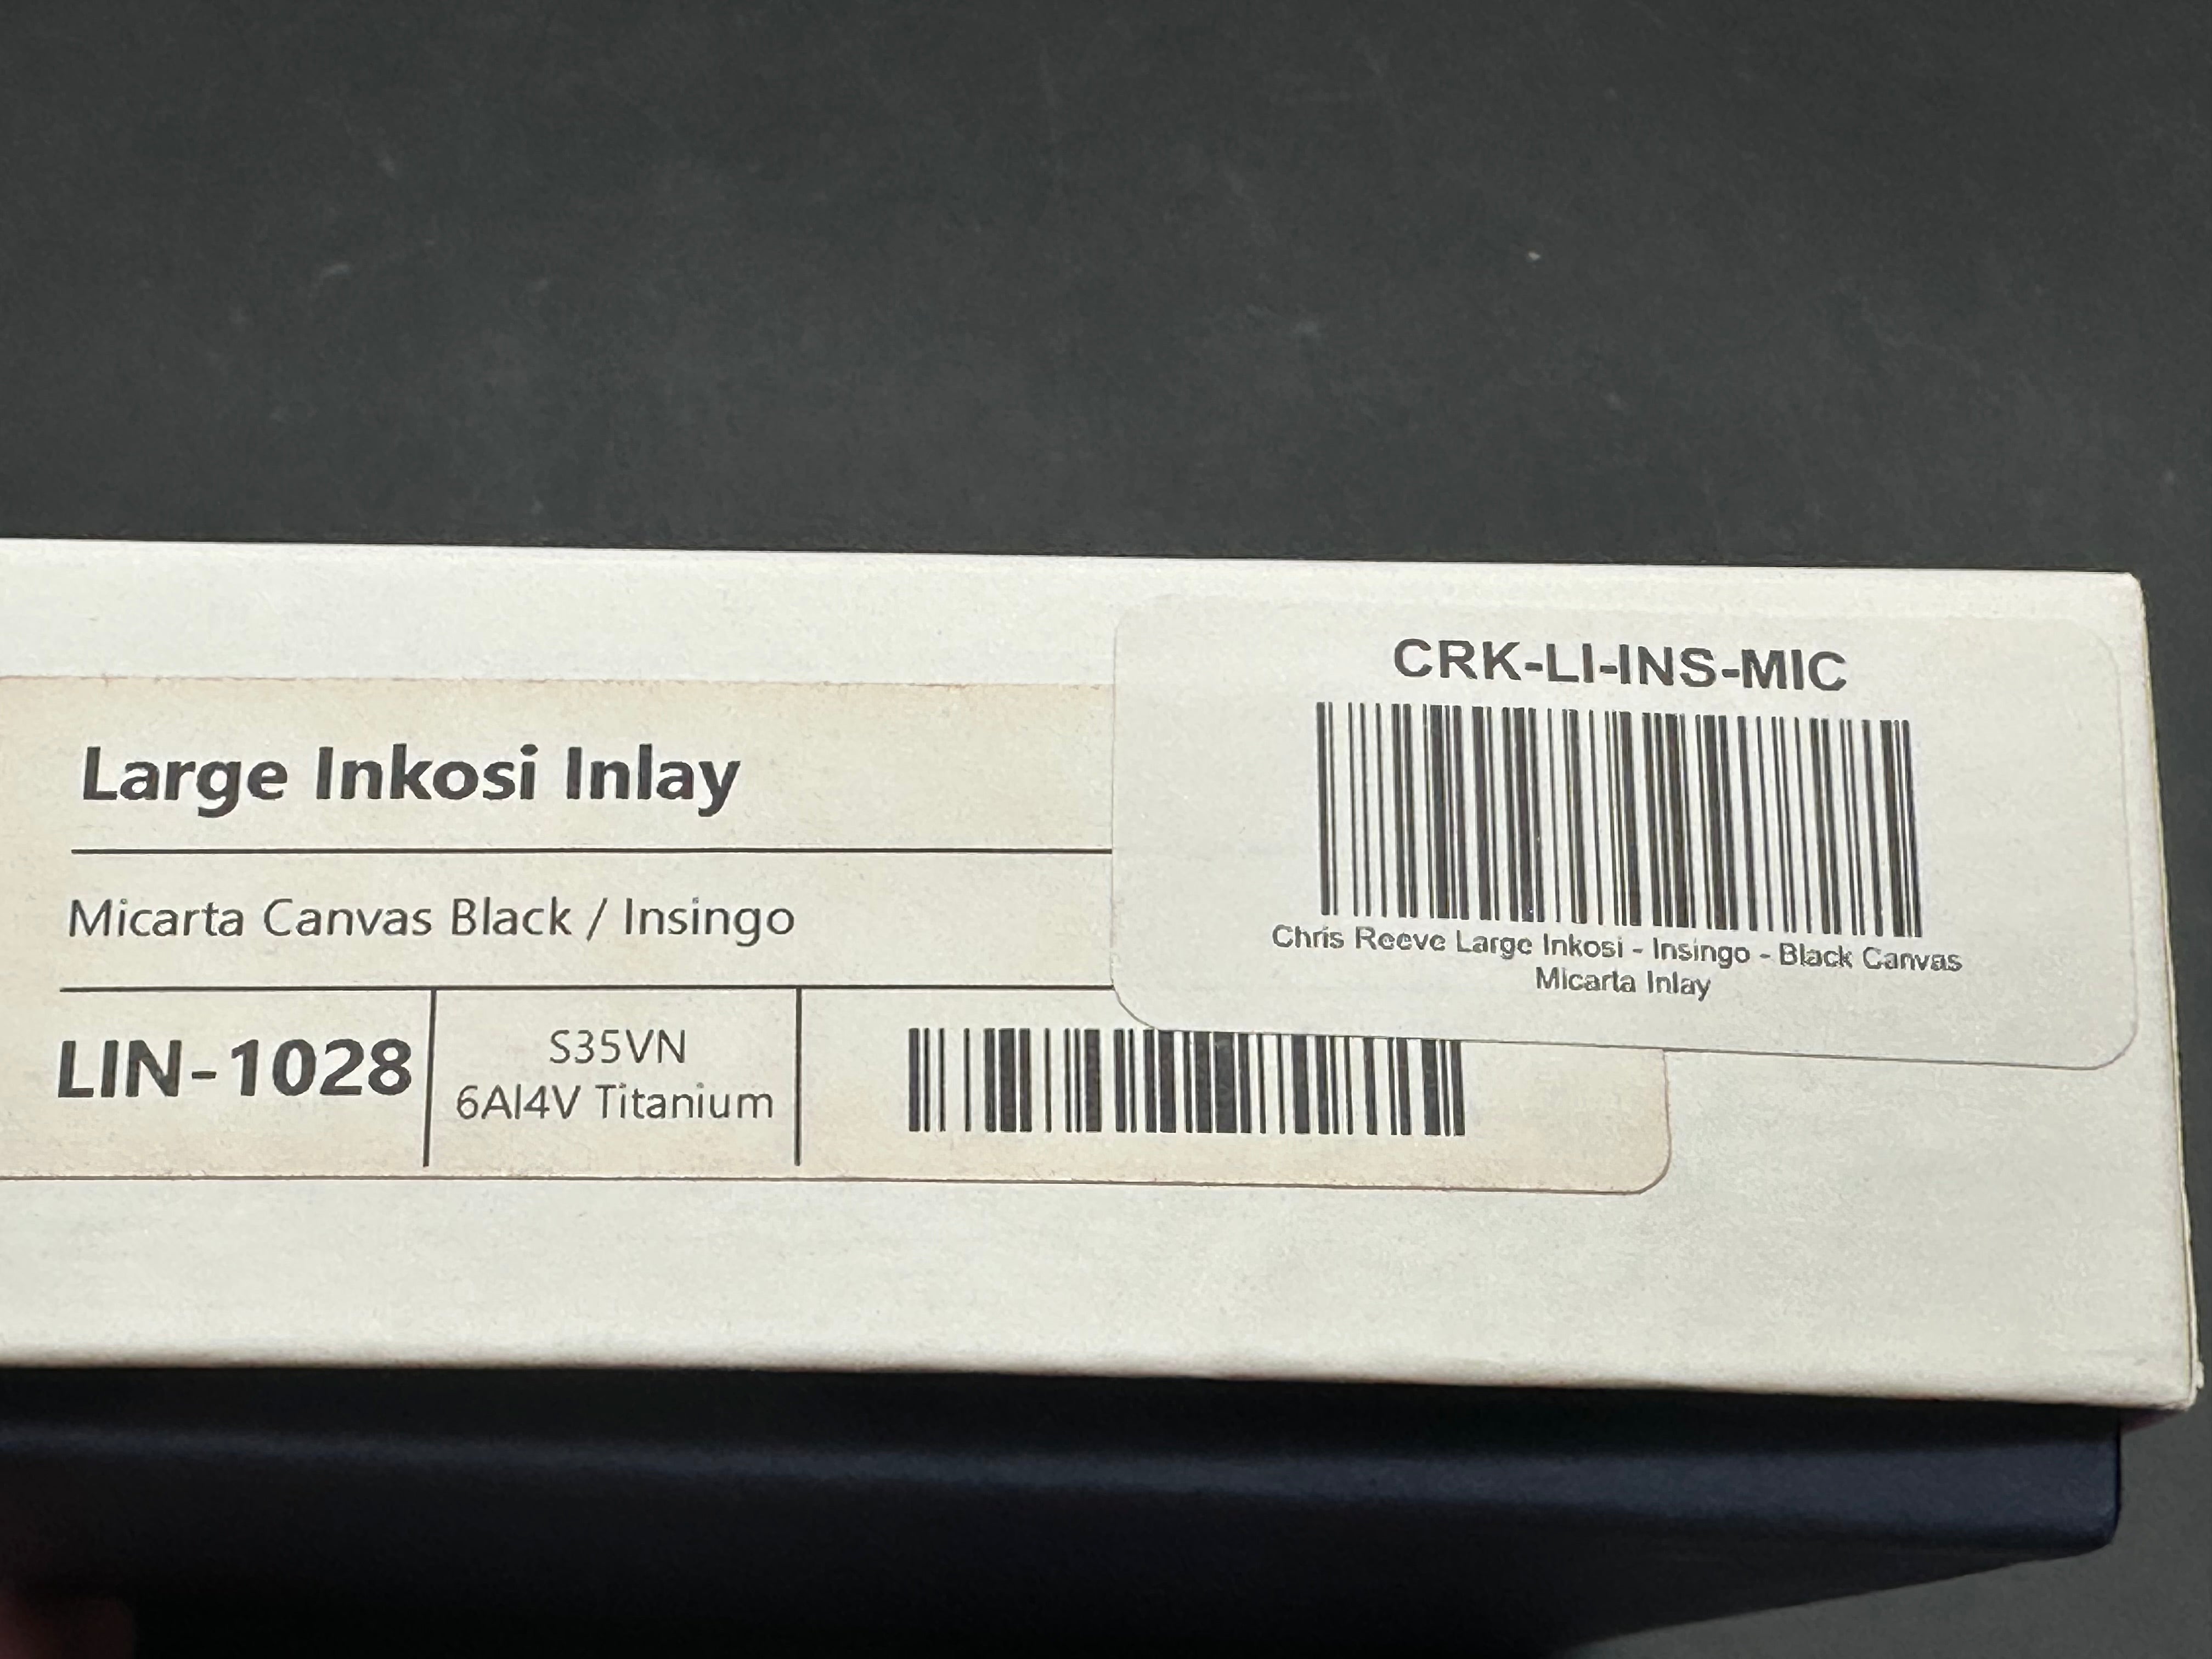 Large Inkosi Inlay
Micarta Canvas Black / Insingo
LIN-1028
S35VN
6Al4V Titanium
CRK-LI-INS-MIC
Chris Reeve Large Inkosi - Insingo - Black Canvas
Micarta Inlay